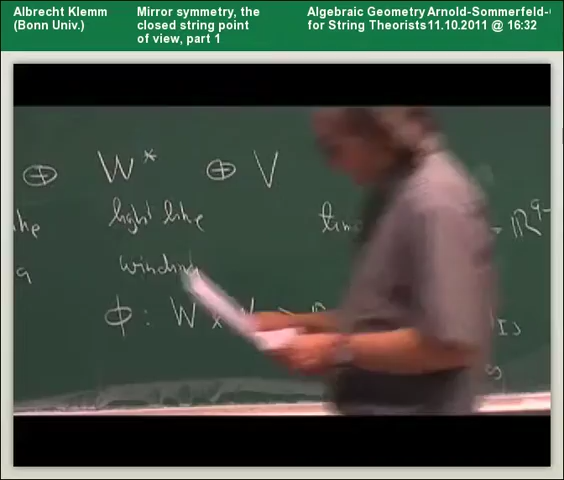 Albrecht Klemm
(Bonn Univ.)
Mirror symmetry, the
closed string point
of view, part 1
Algebraic Geometry Arnold-Sommerfeld-
for String Theorists 11.10.2011 @ 16:32
⊕ W* ⊕ V
light like
winding
ϕ : W x V